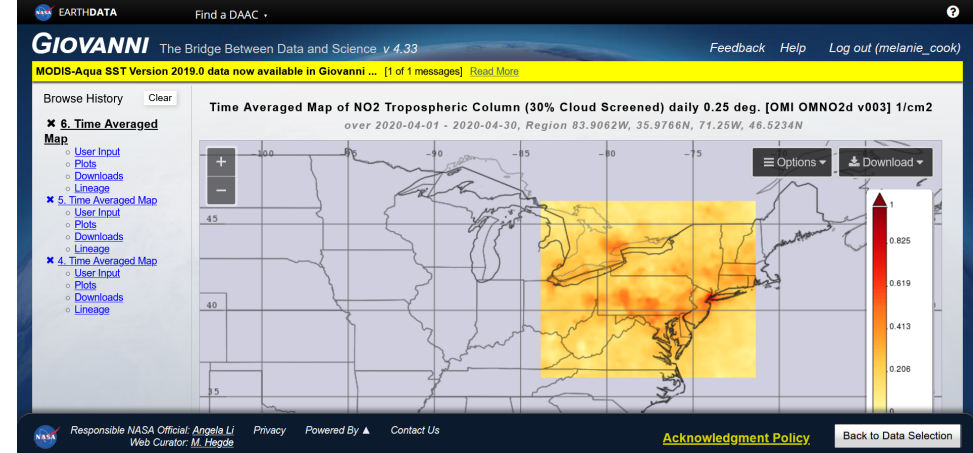 NASA EARTHDATA Find a DAAC ?
GIOVANNI The Bridge Between Data and Science v 4.33 Feedback Help Log out (melanie_cook)
MODIS-Aqua SST Version 2019.0 data now available in Giovanni ... [1 of 1 messages] Read More
Browse History Clear
6. Time Averaged
Map
User Input
Plots
Downloads
Lineage
5. Time Averaged Map
User Input
Plots
Downloads
Lineage
4. Time Averaged Map
User Input
Plots
Downloads
Lineage
Time Averaged Map of NO2 Tropospheric Column (30% Cloud Screened) daily 0.25 deg. [OMI OMNO2d v003] 1/cm2
over 2020-04-01 - 2020-04-30, Region 83.9062W, 35.9766N, 71.25W, 46.5234N
-100 -95 -90 -85 -80 -75
+
−
Options Download
45
40
35
1
0.825
0.619
0.413
0.206
0
NASA
Responsible NASA Official: Angela Li Privacy Powered By ▲ Contact Us
Web Curator: M. Hegde
Acknowledgment Policy Back to Data Selection